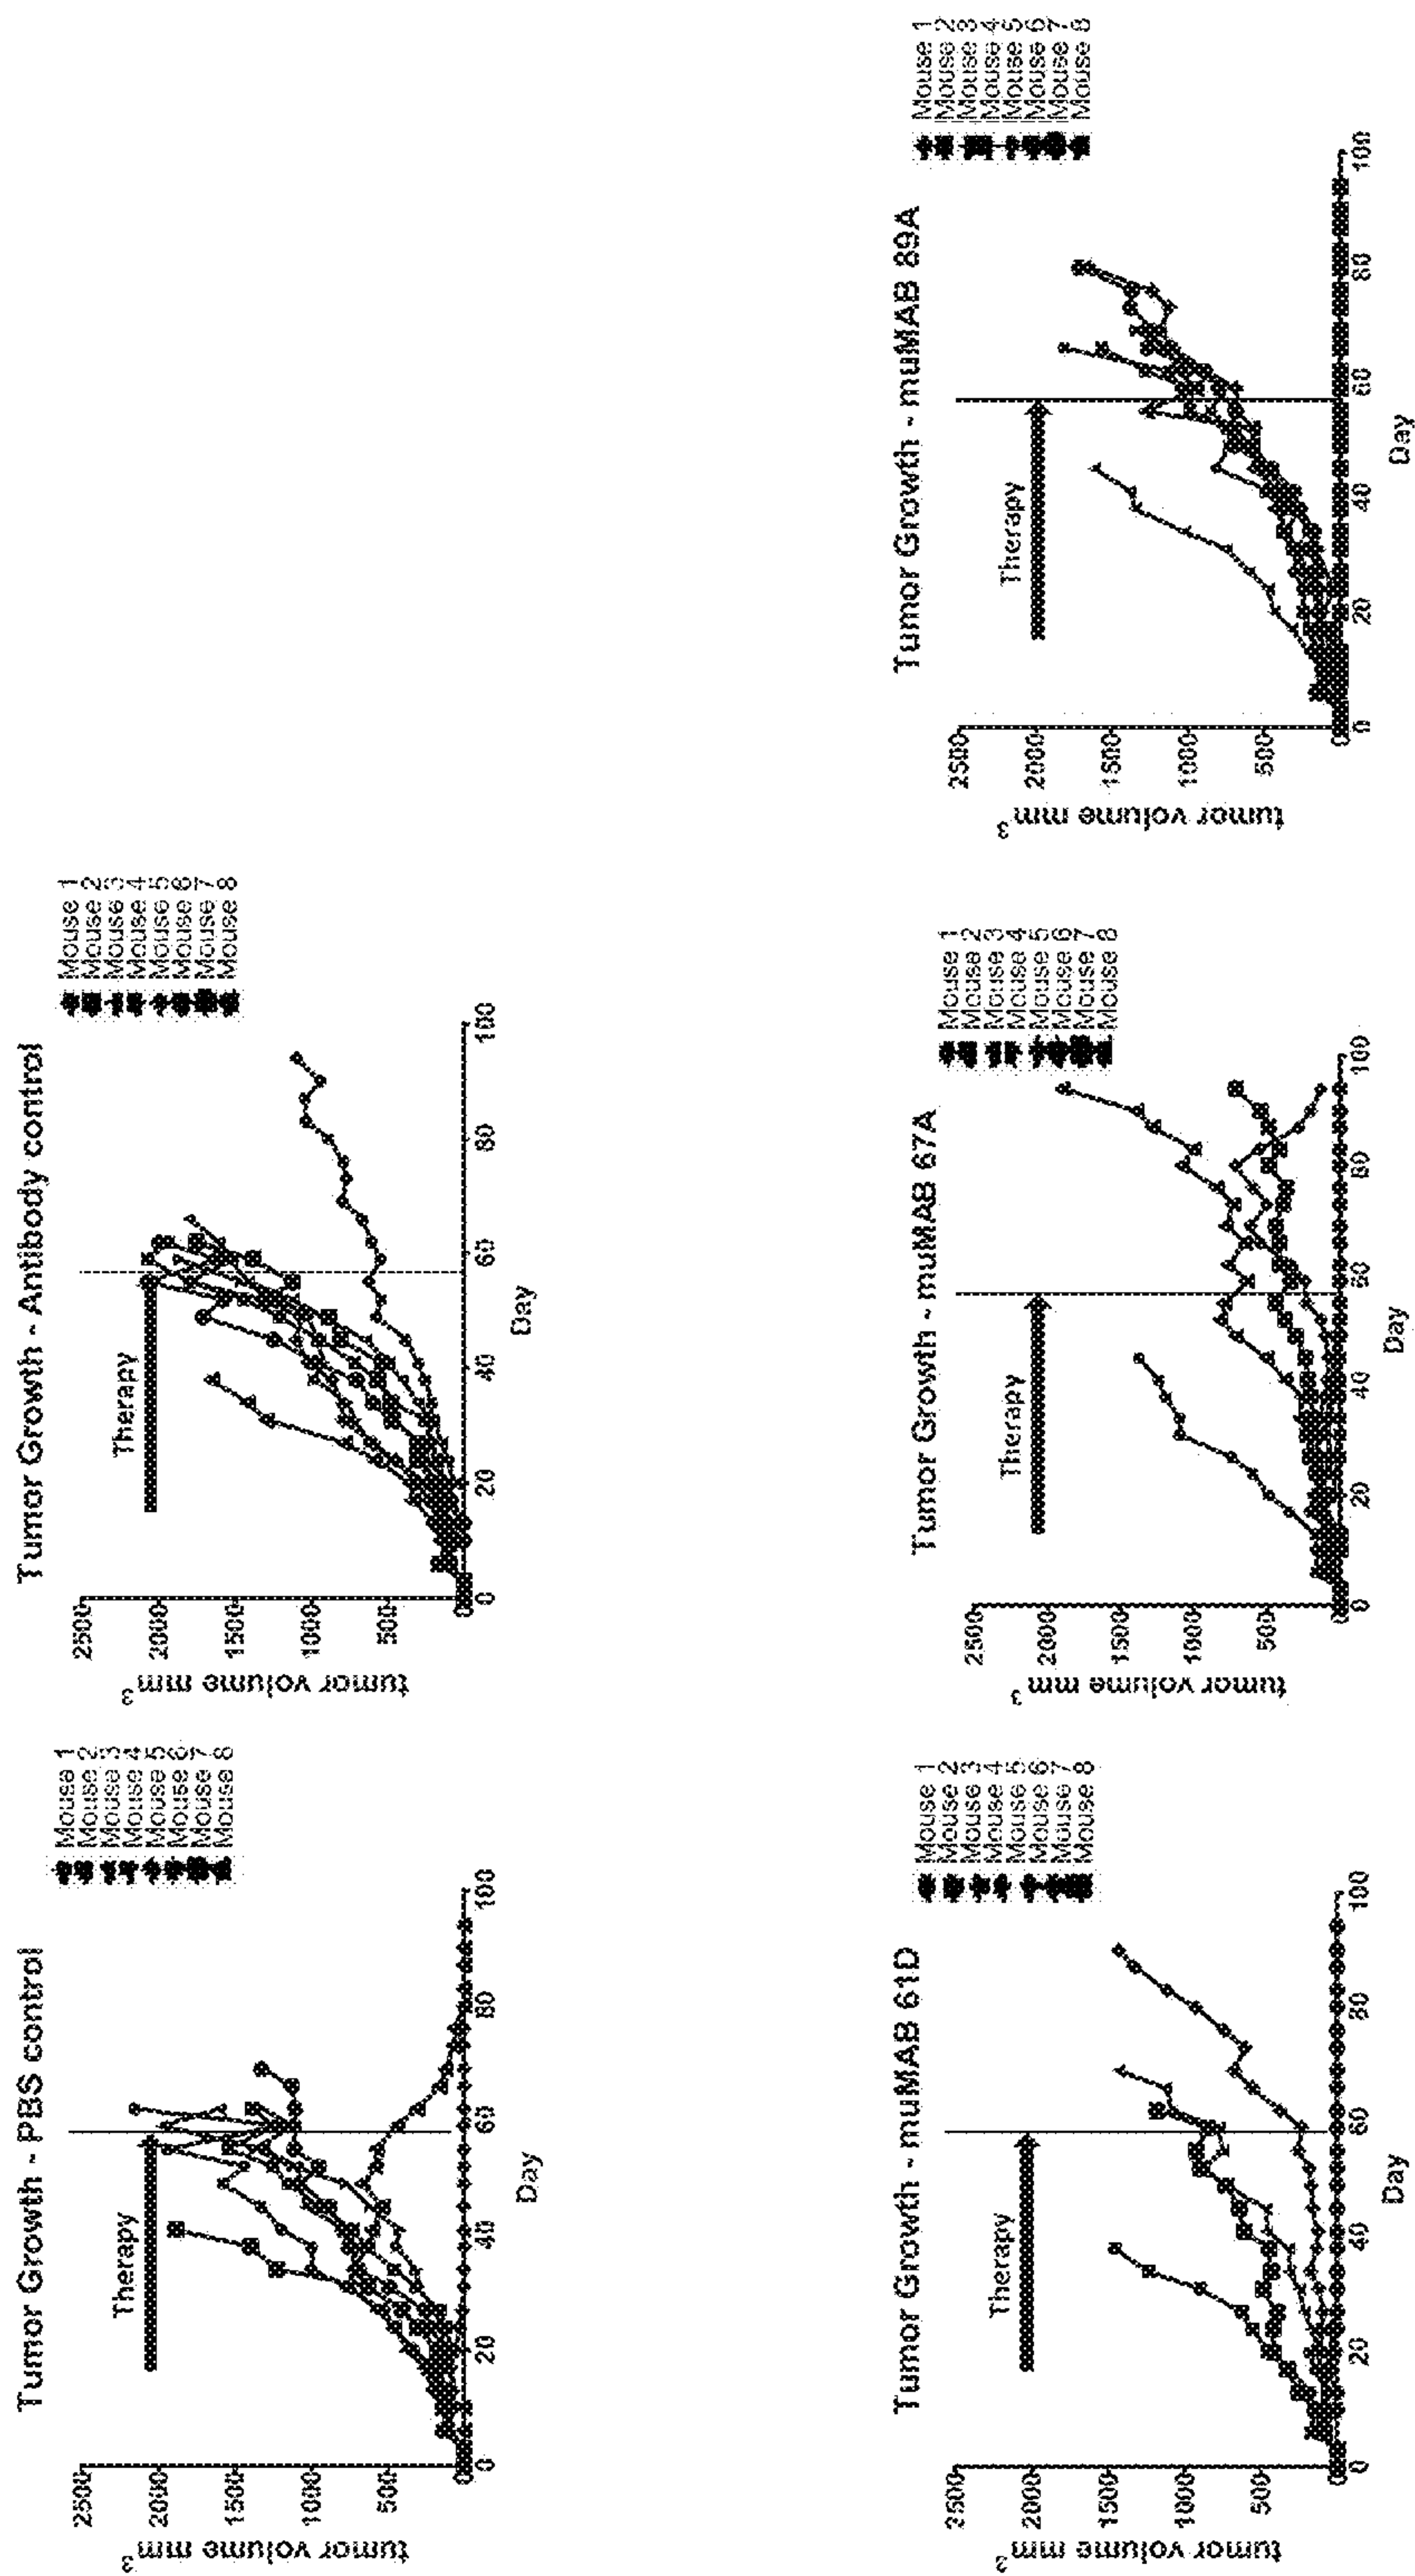 Tumor Growth - PBS control
Mouse 1
Mouse 2
Mouse 3
Mouse 4
Mouse 5
Mouse 6
Mouse 7
Mouse 8
Therapy
tumor volume mm3
2500
2000
1500
1000
500
0
0
20
40
60
80
100
Day
Tumor Growth - Antibody control
Mouse 1
Mouse 2
Mouse 3
Mouse 4
Mouse 5
Mouse 6
Mouse 7
Mouse 8
Therapy
tumor volume mm3
2500
2000
1500
1000
500
0
0
20
40
60
80
100
Day
Tumor Growth - muMAB 61D
Mouse 1
Mouse 2
Mouse 3
Mouse 4
Mouse 5
Mouse 6
Mouse 7
Mouse 8
Therapy
tumor volume mm3
2500
2000
1500
1000
500
0
0
20
40
60
80
100
Day
Tumor Growth - muMAB 67A
Mouse 1
Mouse 2
Mouse 3
Mouse 4
Mouse 5
Mouse 6
Mouse 7
Mouse 8
Therapy
tumor volume mm3
2500
2000
1500
1000
500
0
0
20
40
60
80
100
Day
Tumor Growth - muMAB 89A
Mouse 1
Mouse 2
Mouse 3
Mouse 4
Mouse 5
Mouse 6
Mouse 7
Mouse 8
Therapy
tumor volume mm3
2500
2000
1500
1000
500
0
0
20
40
60
80
100
Day